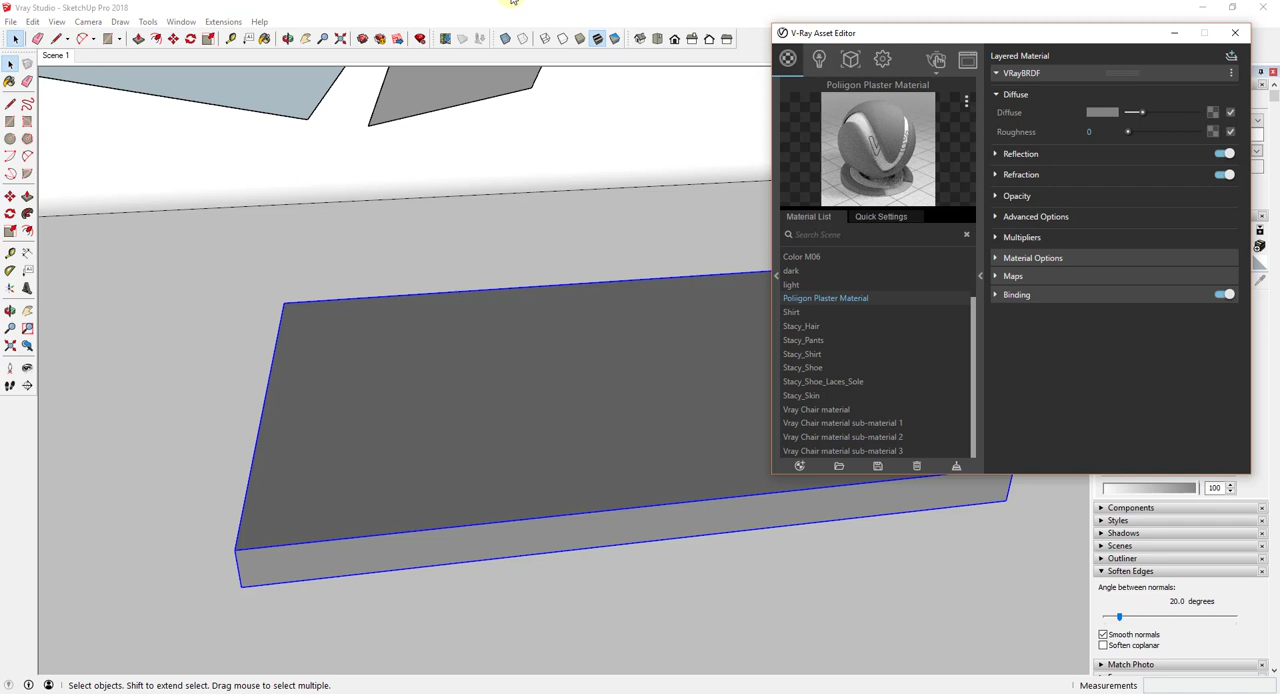 Vray Studio - SketchUp Pro 2018
File Edit View Camera Draw Tools Window Extensions Help
Scene 1
V-Ray Asset Editor
Poliigon Plaster Material
Material List Quick Settings
Search Scene
Color M06
dark
light
Poliigon Plaster Material
Shirt
Stacy_Hair
Stacy_Pants
Stacy_Shirt
Stacy_Shoe
Stacy_Shoe_Laces_Sole
Stacy_Skin
Vray Chair material
Vray Chair material sub-material 1
Vray Chair material sub-material 2
Vray Chair material sub-material 3
Layered Material
VRayBRDF
Diffuse
Diffuse
Roughness 0
Reflection
Refraction
Opacity
Advanced Options
Multipliers
Material Options
Maps
Binding
100
Components
Styles
Shadows
Scenes
Outliner
Soften Edges
Angle between normals:
20.0 degrees
Smooth normals
Soften coplanar
Match Photo
Select objects. Shift to extend select. Drag mouse to select multiple.
Measurements